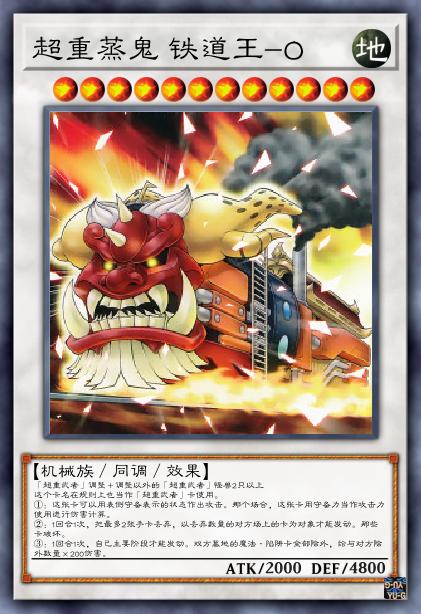 超重蒸鬼 铁道王-O
地
【机械族/同调/效果】
「超重武者」调整+调整以外的「超重武者」怪兽2只以上
这个卡名在规则上也当作「超重武者」卡使用。
①:这张卡可以用表侧守备表示的状态作出攻击。那个场合,这张卡用守备力当作攻击力
使用进行伤害计算。
②:1回合1次,把最多2张手卡丢弃,以丢弃数量的对方场上的卡为对象才能发动。那些
卡破坏。
③:1回合1次,自己主要阶段才能发动。双方墓地的魔法·陷阱卡全部除外,给与对方除
外数量×200伤害。
ATK/2000 DEF/4800